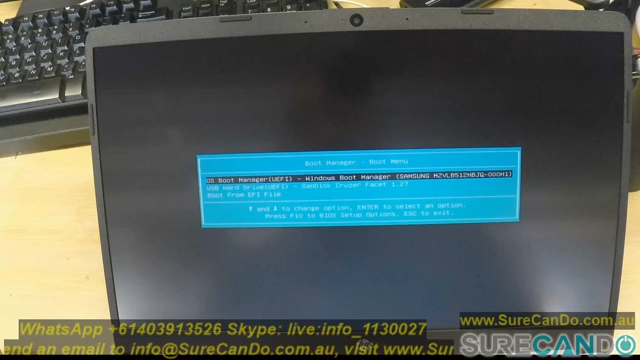 Boot Manager - Boot Menu
OS Boot Manager(UEFI) - Windows Boot Manager (SAMSUNG MZVLB512HBJQ-000H1)
USB Hard Drive(UEFI) - SanDisk Cruzer Facet 1.27
Boot From EFI File
↑ and ↓ to change option, ENTER to select an option.
Press F10 to BIOS Setup Options, ESC to exit.
www.SureCanDo.com.au
WhatsApp +61403913526 Skype: live:info_1130027
SURECANDO
end an email to info@SureCanDo.com.au, visit www.Sur
.com.au